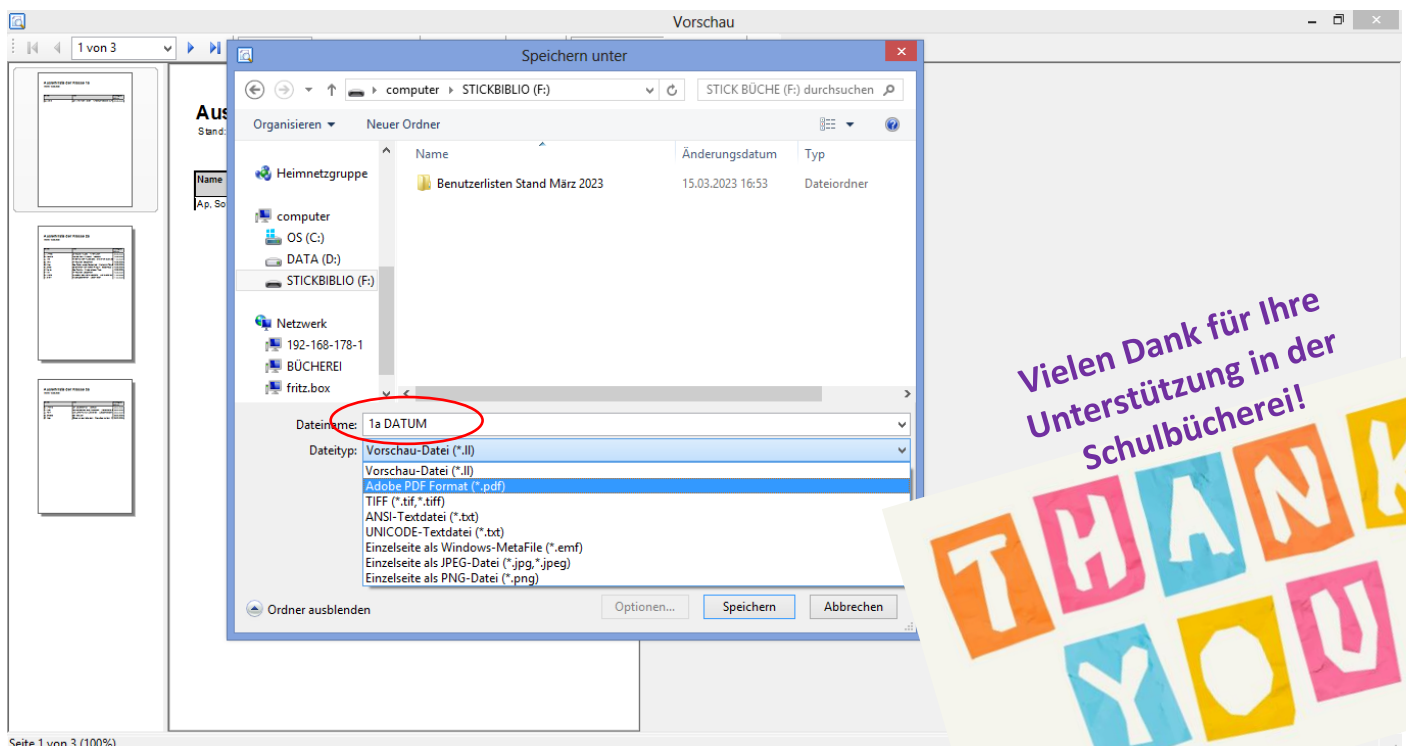 Vorschau
1 von 3
Speichern unter
computer ▸ STICKBIBLIO (F:)
STICK BÜCHE (F:) durchsuchen
Organisieren
Neuer Ordner
Name
Änderungsdatum
Typ
Heimnetzgruppe
Benutzerlisten Stand März 2023
15.03.2023 16:53
Dateiordner
computer
OS (C:)
DATA (D:)
STICKBIBLIO (F:)
Netzwerk
192-168-178-1
BÜCHEREI
fritz.box
Dateiname:
1a DATUM
Dateityp:
Vorschau-Datei (*.ll)
Vorschau-Datei (*.ll)
Adobe PDF Format (*.pdf)
TIFF (*.tif,*.tiff)
ANSI-Textdatei (*.txt)
UNICODE-Textdatei (*.txt)
Einzelseite als Windows-MetaFile (*.emf)
Einzelseite als JPEG-Datei (*.jpg,*.jpeg)
Einzelseite als PNG-Datei (*.png)
Ordner ausblenden
Optionen...
Speichern
Abbrechen
Aus
Stand:
Name
Ap, So
Vielen Dank für Ihre
Unterstützung in der
Schulbücherei!
THANK
YOU
Seite 1 von 3 (100%)